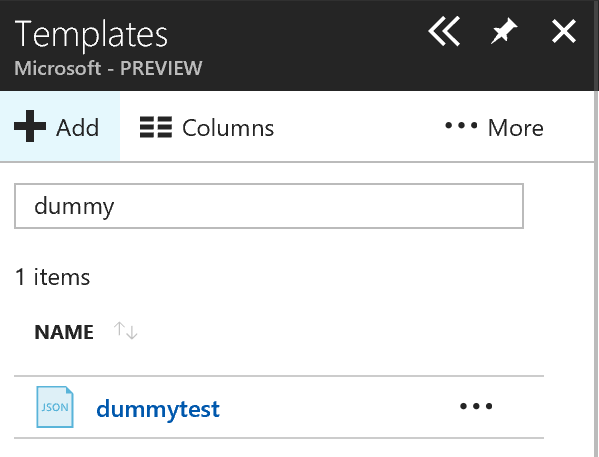 Templates
Microsoft - PREVIEW
Add Columns More
dummy
1 items
NAME
JSON dummytest